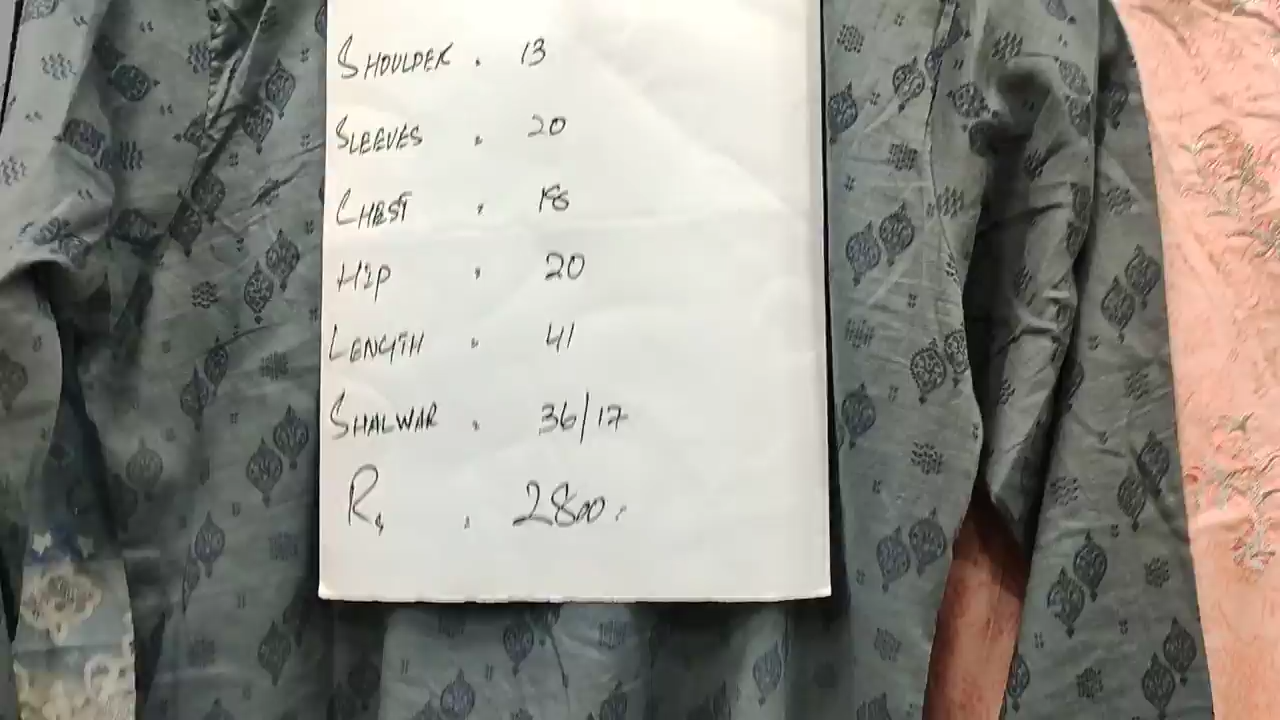 SHOULDER . 13
SLEEVES . 20
CHEST . 18
HIP . 20
LENGTH . 41
SHALWAR . 36/17
Rs . 2800.